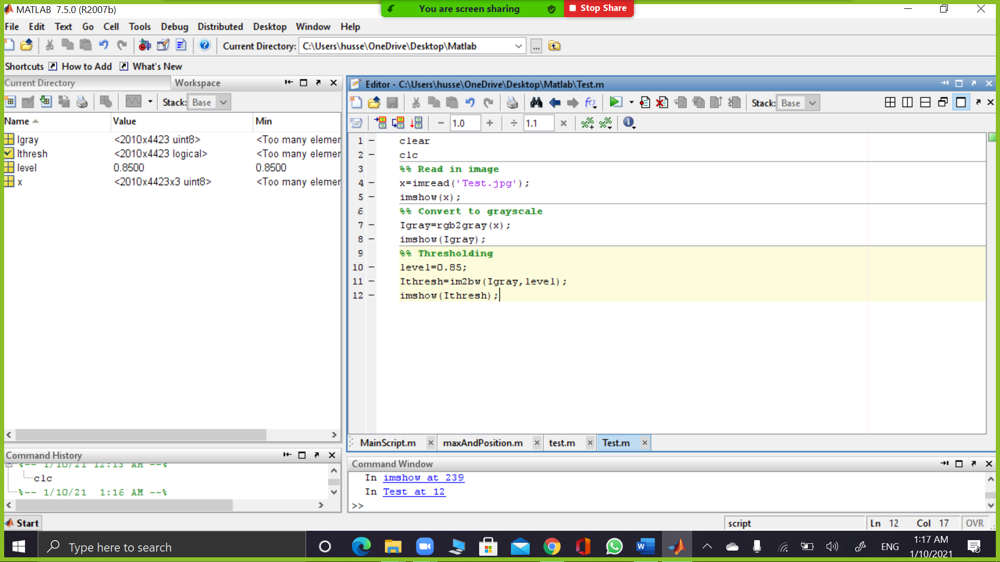 MATLAB 7.5.0 (R2007b)
You are screen sharing
Stop Share
File Edit Text Go Cell Tools Debug Distributed Desktop Window Help
Current Directory: C:\Users\husse\OneDrive\Desktop\Matlab
...
Shortcuts How to Add What's New
Current Directory
Workspace
Stack: Base
Name Value Min
Igray <2010x4423 uint8> <Too many elemer
Ithresh <2010x4423 logical> <Too many elemer
level 0.8500 0.8500
x <2010x4423x3 uint8> <Too many elemer
Editor - C:\Users\husse\OneDrive\Desktop\Matlab\Test.m
Stack: Base
− 1.0 + ÷ 1.1 ×
1 − clear
2 − clc
3 %% Read in image
4 − x=imread('Test.jpg');
5 − imshow(x);
6 %% Convert to grayscale
7 − Igray=rgb2gray(x);
8 − imshow(Igray);
9 %% Thresholding
10 − level=0.85;
11 − Ithresh=im2bw(Igray,level);
12 − imshow(Ithresh);
MainScript.m maxAndPosition.m test.m Test.m
Command History
%-- 1/10/21 12:13 AM --%
clc
%-- 1/10/21 1:16 AM --%
Command Window
In imshow at 239
In Test at 12
>>
Start
script
Ln 12 Col 17 OVR
Type here to search
ENG
1:17 AM
1/10/2021